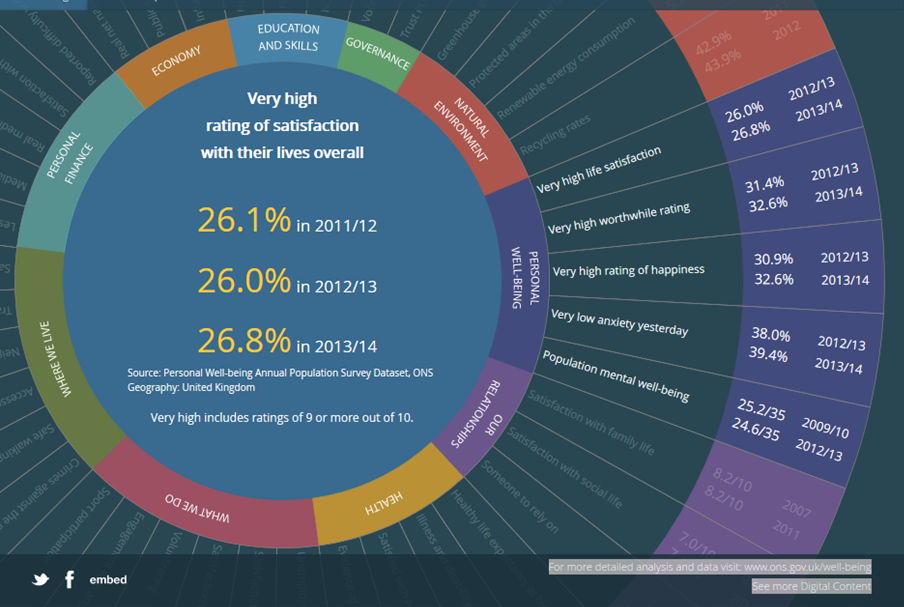 EDUCATION
AND SKILLS
GOVERNANCE
NATURAL
ENVIRONMENT
PERSONAL
WELL-BEING
OUR
RELATIONSHIPS
HEALTH
WHAT WE DO
WHERE WE LIVE
PERSONAL
FINANCE
ECONOMY
Very high
rating of satisfaction
with their lives overall
26.1% in 2011/12
26.0% in 2012/13
26.8% in 2013/14
Source: Personal Well-being Annual Population Survey Dataset, ONS
Geography: United Kingdom
Very high includes ratings of 9 or more out of 10.
Protected areas in the
Renewable energy consumption
Recycling rates
42.9%
43.9% 2012
Very high life satisfaction
26.0% 2012/13
26.8% 2013/14
Very high worthwhile rating
31.4% 2012/13
32.6% 2013/14
Very high rating of happiness
30.9% 2012/13
32.6% 2013/14
Very low anxiety yesterday
38.0% 2012/13
39.4% 2013/14
Population mental well-being
25.2/35 2009/10
24.6/35 2012/13
Satisfaction with family life
8.2/10 2007
8.2/10 2011
Satisfaction with social life
7.0/10
Someone to rely on
embed
For more detailed analysis and data visit: www.ons.gov.uk/well-being
See more Digital Content